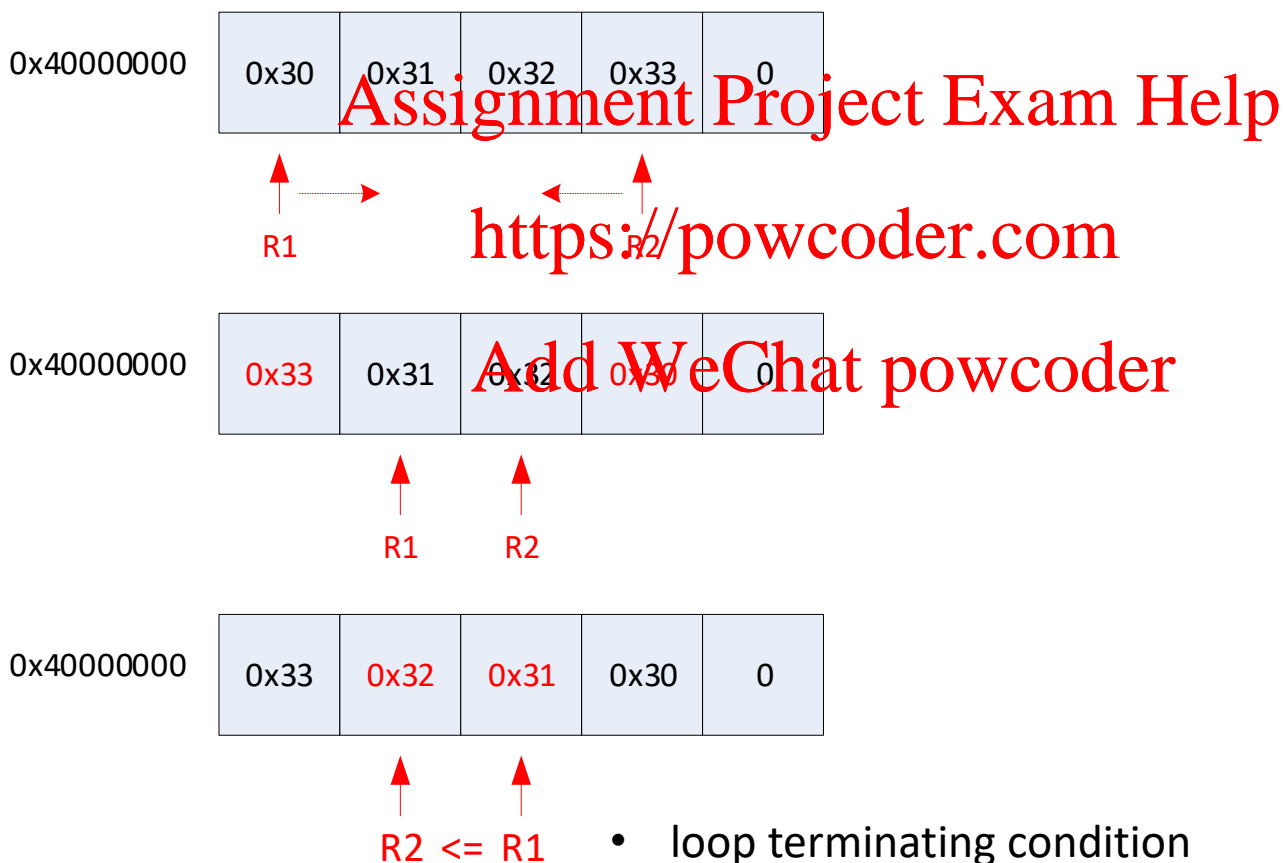 0x40000000 0x30 0x31 0x32 0x33 0
Assignment Project Exam Help
R1 R2
https://powcoder.com
0x40000000 0x33 0x31 0x32 0x30 0
Add WeChat powcoder
R1 R2
0x40000000 0x33 0x32 0x31 0x30 0
R2 <= R1 • loop terminating condition